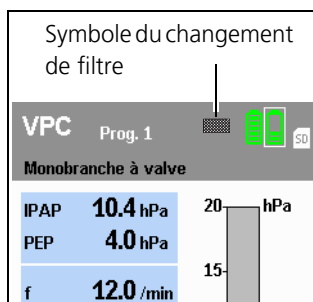 Symbole du changement
de filtre
VPC Prog. 1 SD
Monobranche à valve
IPAP 10.4 hPa
PEP 4.0 hPa
f 12.0 /min
20 hPa
15